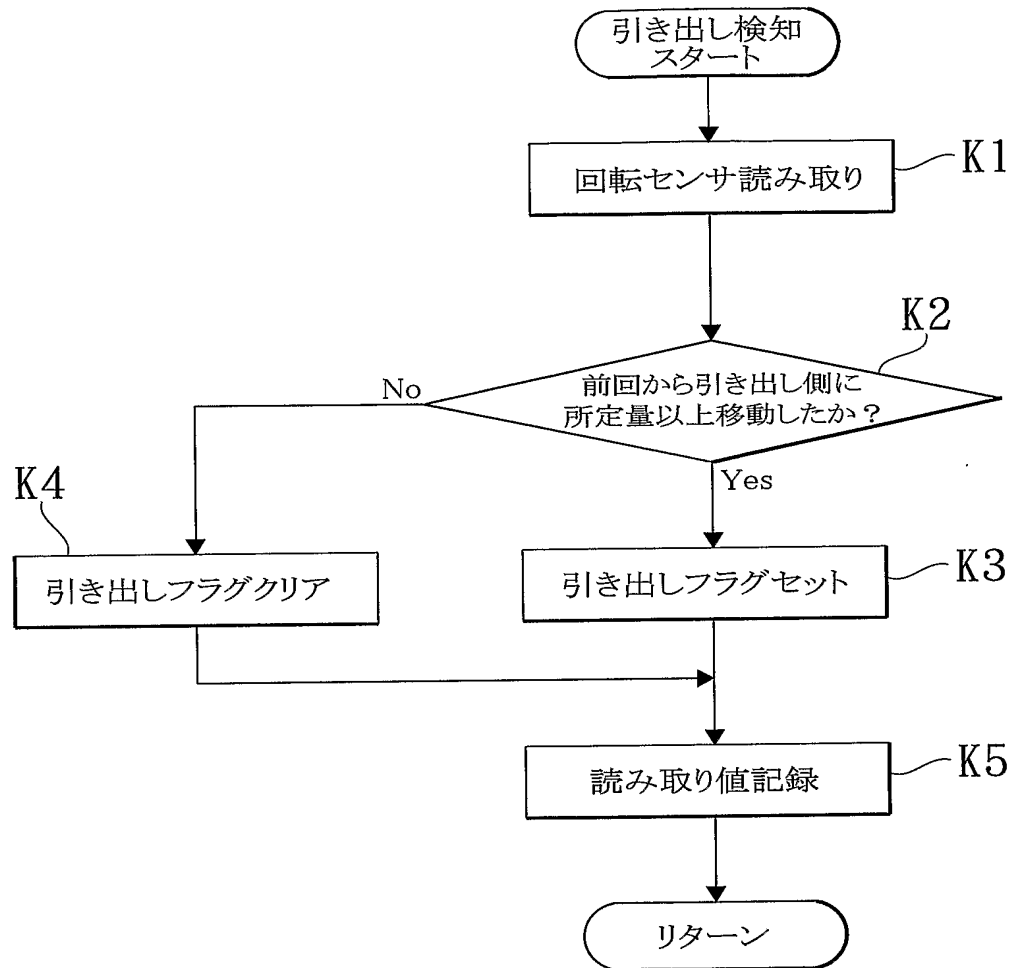 引き出し検知
スタート
回転センサ読み取り
K1
K2
前回から引き出し側に
所定量以上移動したか？
No
Yes
K4
引き出しフラグクリア
引き出しフラグセット
K3
読み取り値記録
K5
リターン